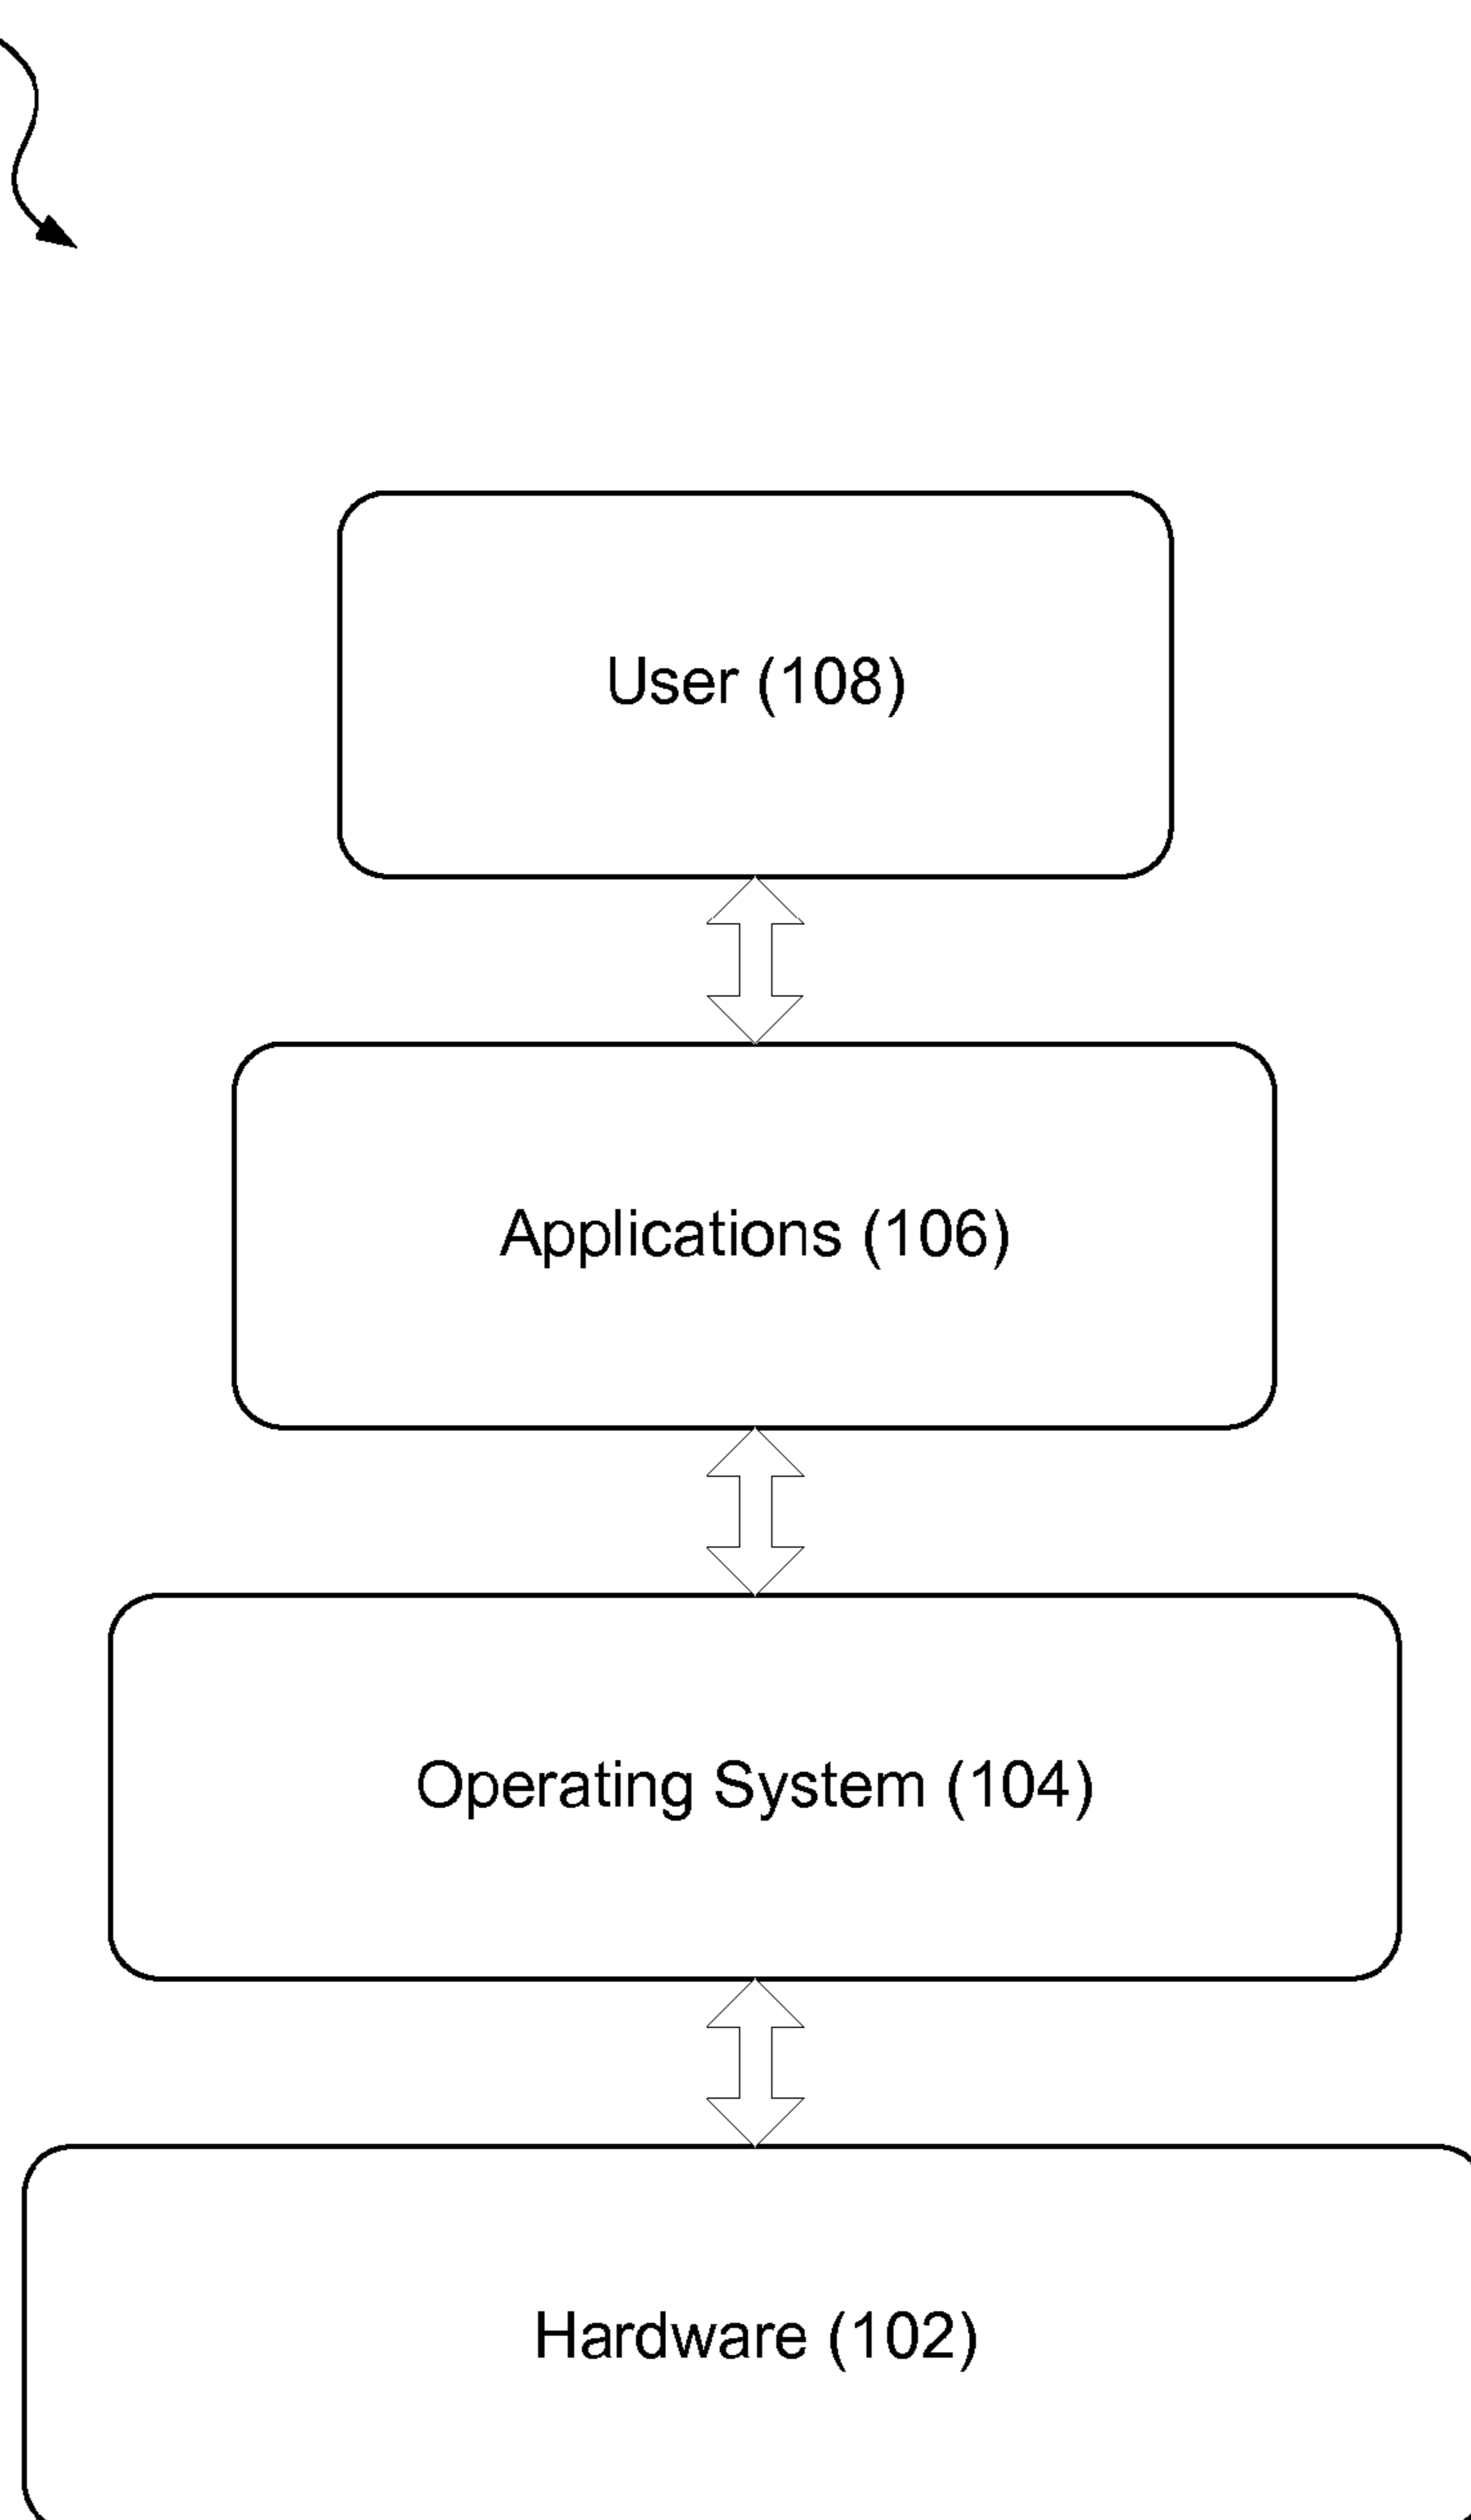 User (108)
Applications (106)
Operating System (104)
Hardware (102)